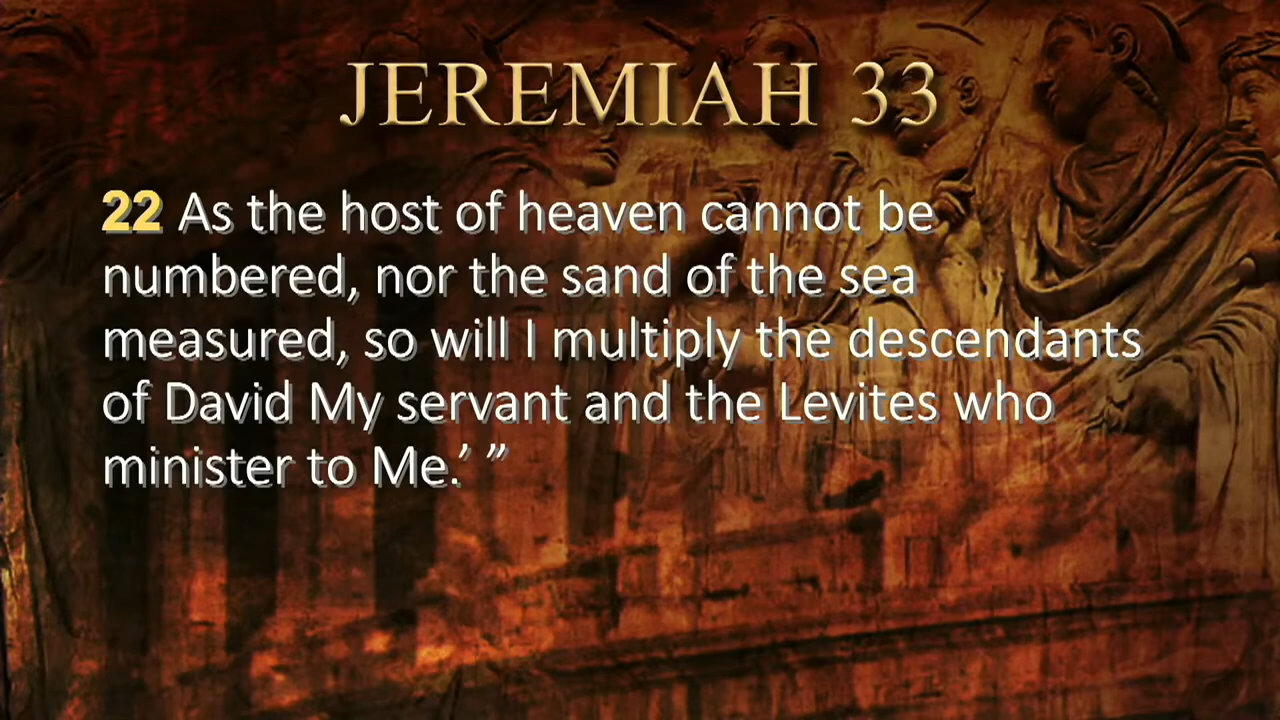 JEREMIAH 33
22 As the host of heaven cannot be
numbered, nor the sand of the sea
measured, so will I multiply the descendants
of David My servant and the Levites who
minister to Me.’ ”